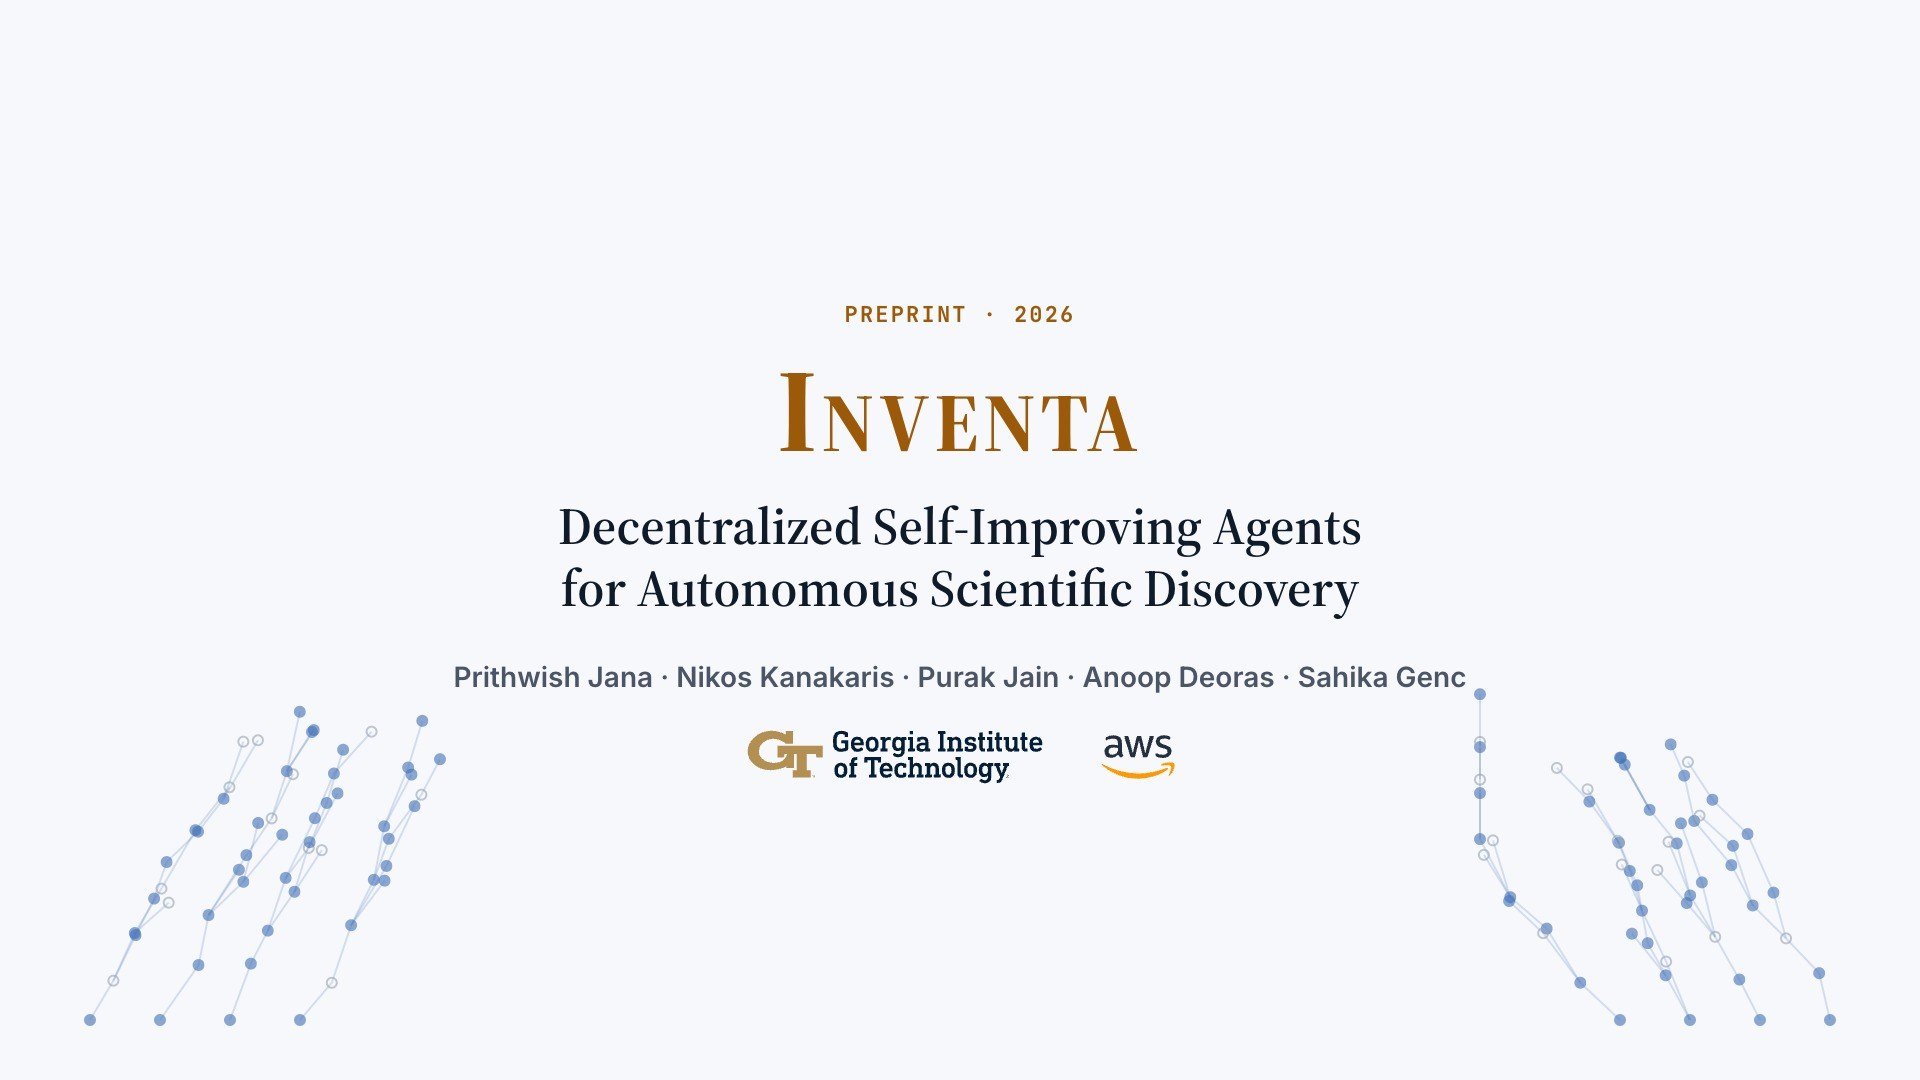 PREPRINT · 2026
INVENTA
Decentralized Self-Improving Agents
for Autonomous Scientific Discovery
Prithwish Jana · Nikos Kanakaris · Purak Jain · Anoop Deoras · Sahika Genc
GT Georgia Institute
of Technology
aws